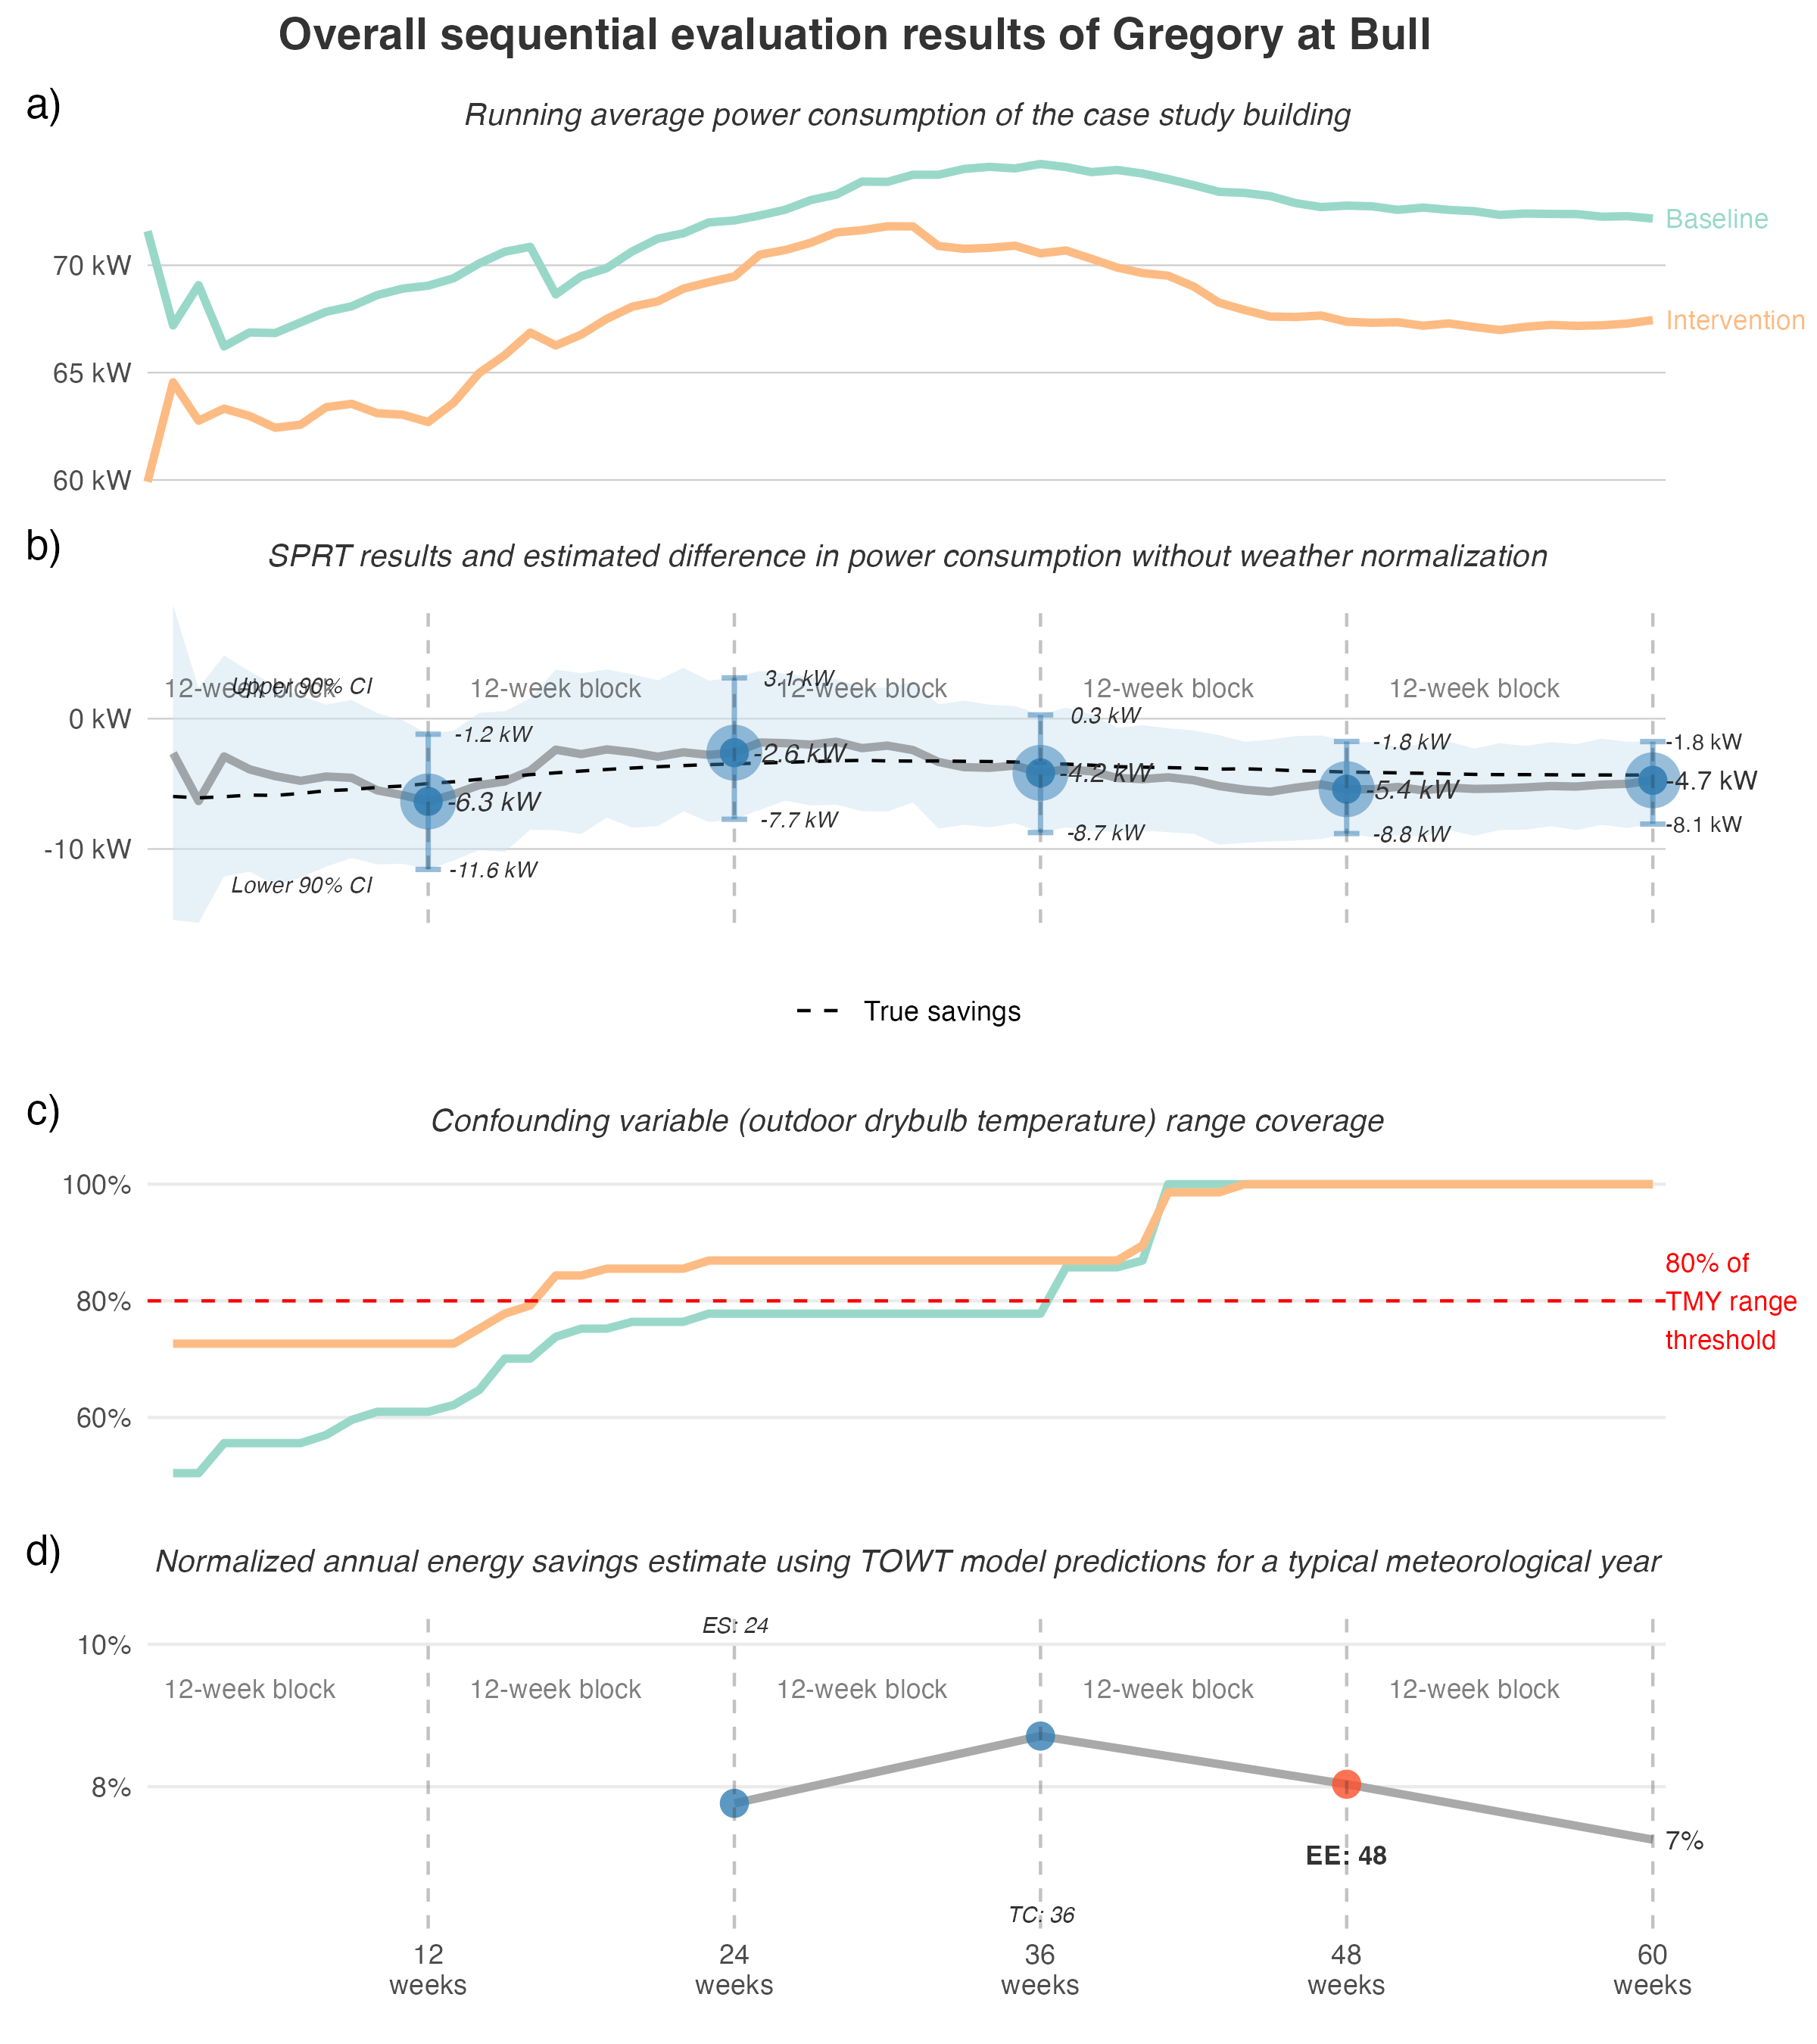 Overall sequential evaluation results of Gregory at Bull
a)
Running average power consumption of the case study building
70 kW
65 kW
60 kW
Baseline
Intervention
b)
SPRT results and estimated difference in power consumption without weather normalization
12-week block
12-week block
12-week block
12-week block
12-week block
Upper 90% CI
Lower 90% CI
0 kW
-10 kW
-1.2 kW
-6.3 kW
-11.6 kW
3.1 kW
-2.6 kW
-7.7 kW
0.3 kW
-4.2 kW
-8.7 kW
-1.8 kW
-5.4 kW
-8.8 kW
-1.8 kW
-4.7 kW
-8.1 kW
True savings
c)
Confounding variable (outdoor drybulb temperature) range coverage
100%
80%
60%
80% of
TMY range
threshold
d)
Normalized annual energy savings estimate using TOWT model predictions for a typical meteorological year
10%
8%
ES: 24
12-week block
12-week block
12-week block
12-week block
12-week block
7%
EE: 48
TC: 36
12
weeks
24
weeks
36
weeks
48
weeks
60
weeks